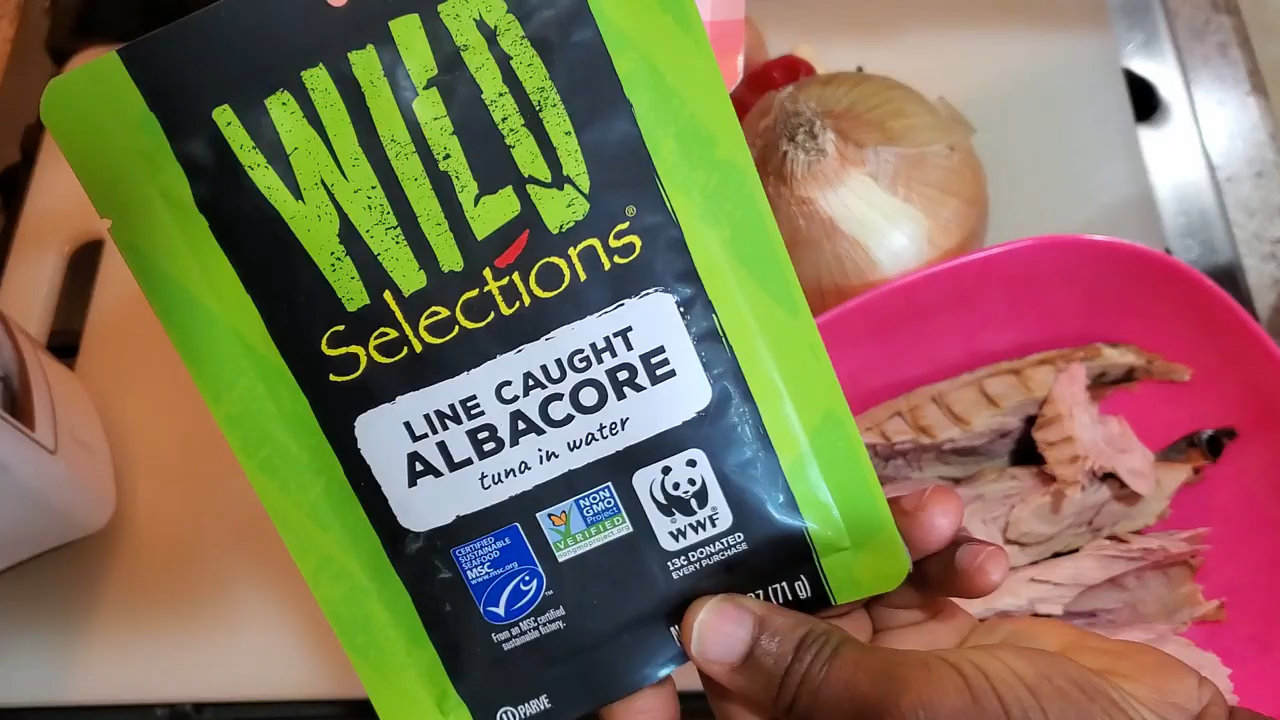 WILD
Selections®
LINE CAUGHT
ALBACORE
tuna in water
CERTIFIED
SUSTAINABLE
SEAFOOD
MSC
www.msc.org
TM
From an MSC certified
sustainable fishery.
NON
GMO
Project
VERIFIED
nongmoproject.org
©WWF®
13¢ DONATED
EVERY PURCHASE
(71 g)
U PARVE